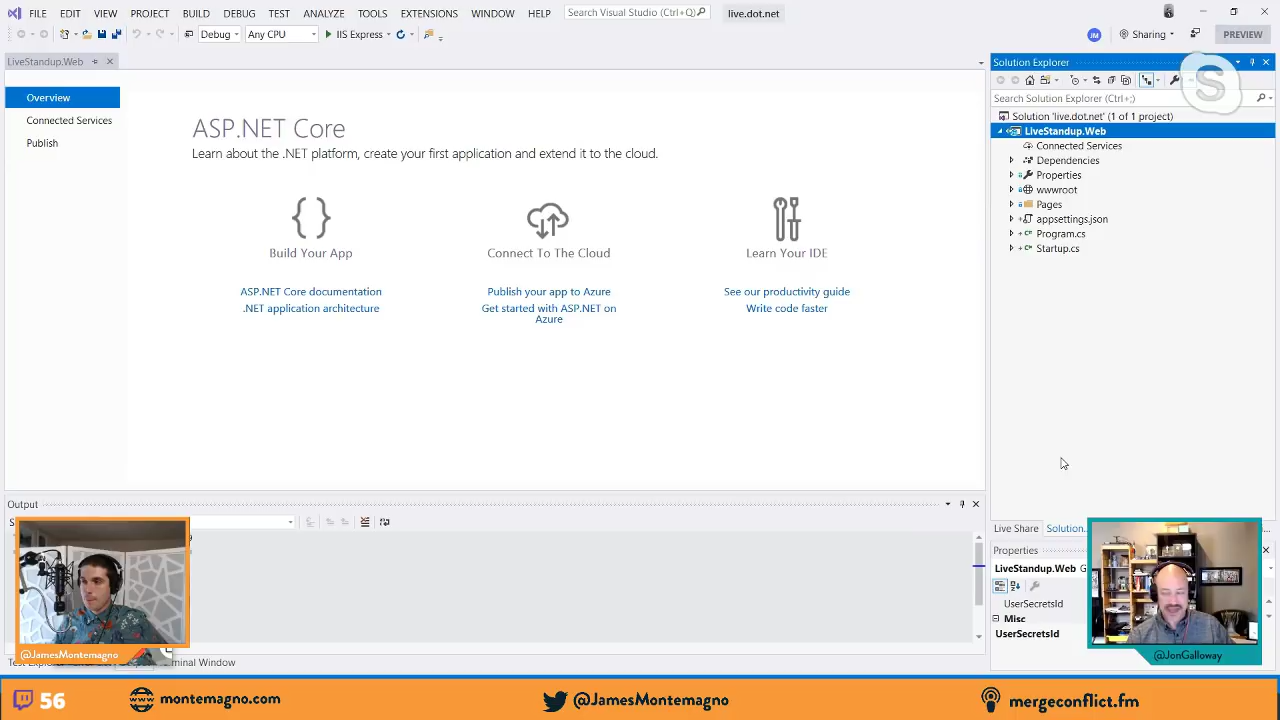 FILE EDIT VIEW PROJECT BUILD DEBUG TEST ANALYZE TOOLS EXTENSIONS WINDOW HELP Search Visual Studio (Ctrl+Q) live.dot.net
Debug Any CPU IIS Express JM Sharing PREVIEW
LiveStandup.Web
Overview
Connected Services
Publish
ASP.NET Core
Learn about the .NET platform, create your first application and extend it to the cloud.
Build Your App
ASP.NET Core documentation
.NET application architecture
Connect To The Cloud
Publish your app to Azure
Get started with ASP.NET on
Azure
Learn Your IDE
See our productivity guide
Write code faster
Solution Explorer
Search Solution Explorer (Ctrl+;)
Solution 'live.dot.net' (1 of 1 project)
LiveStandup.Web
Connected Services
Dependencies
Properties
wwwroot
Pages
appsettings.json
Program.cs
Startup.cs
Output
Live Share Solution...
Properties
LiveStandup.Web
UserSecretsId
Misc
UserSecretsId
@JamesMontemagno
@JonGalloway
56 montemagno.com @JamesMontemagno mergeconflict.fm